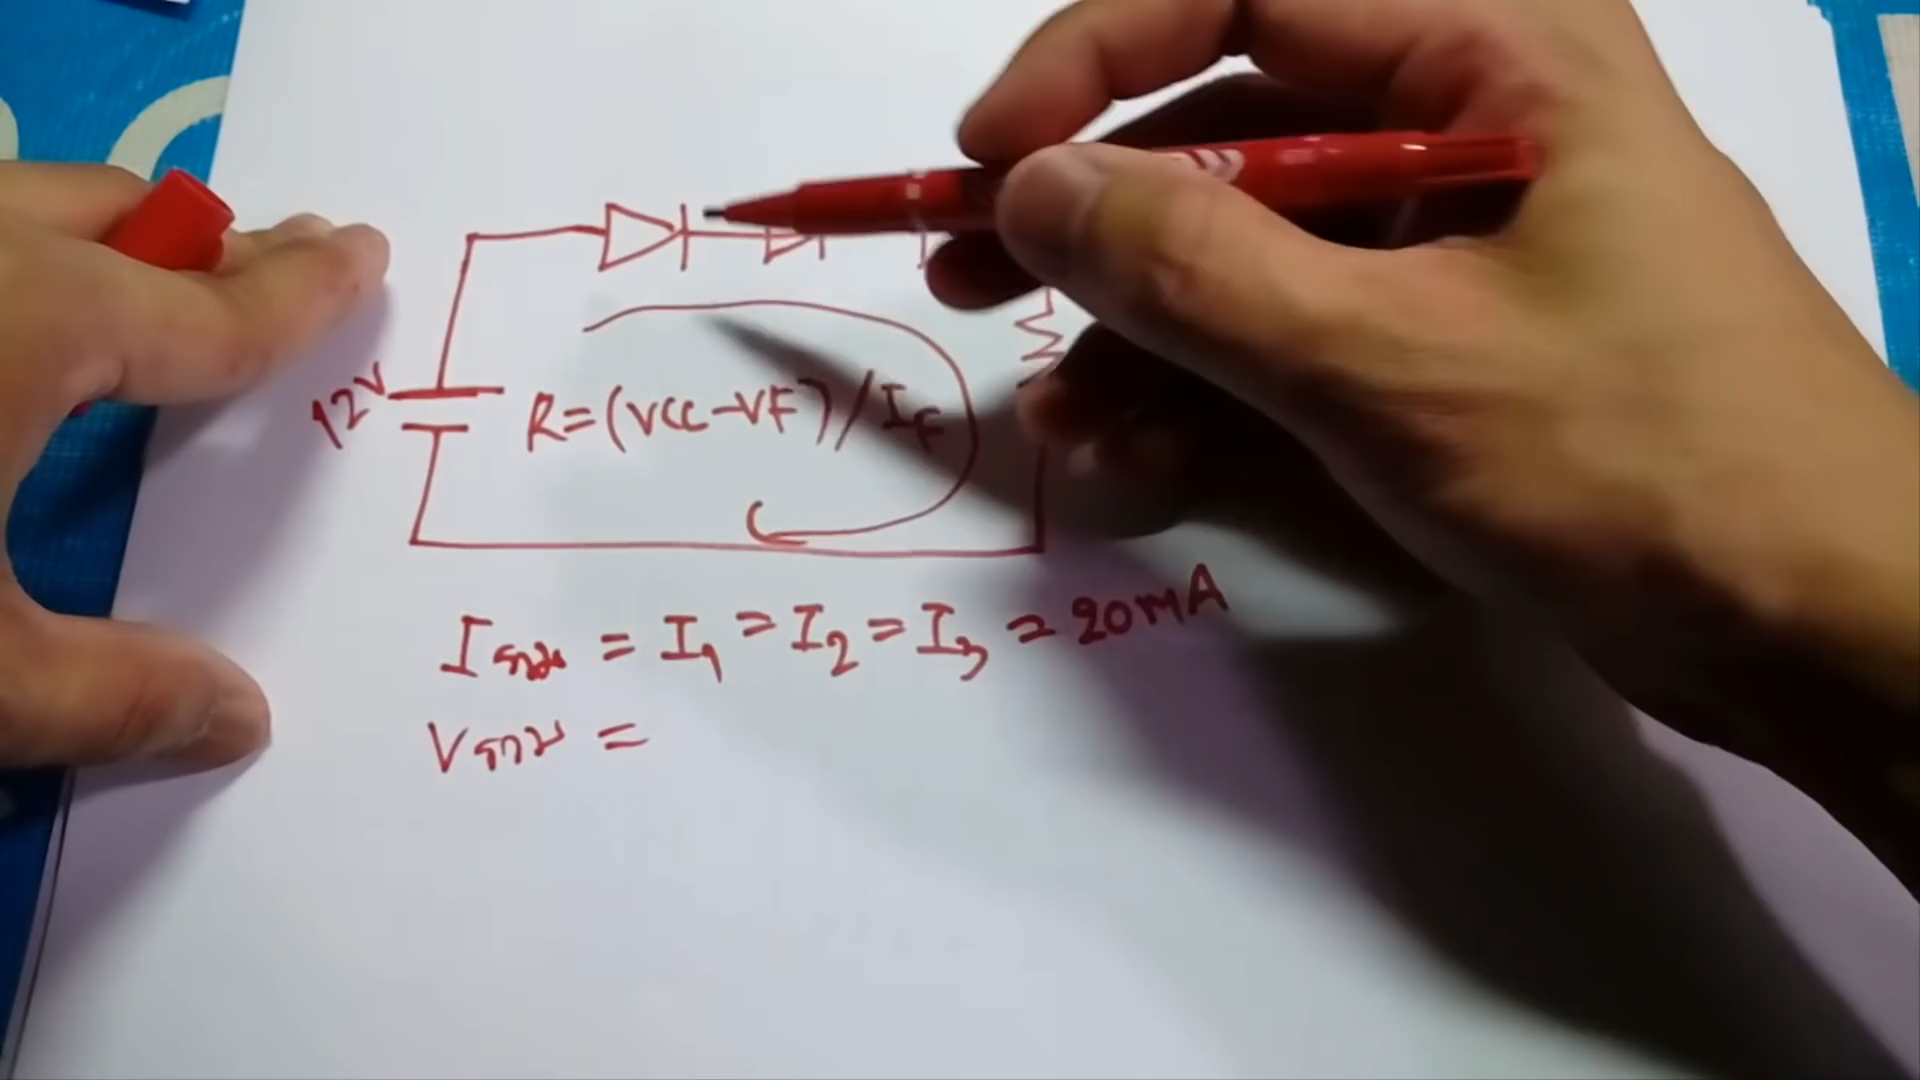 12V
R=(VCC-VF)/IF
Iรวม = I1 = I2 = I3 = 20MA
Vรวม =